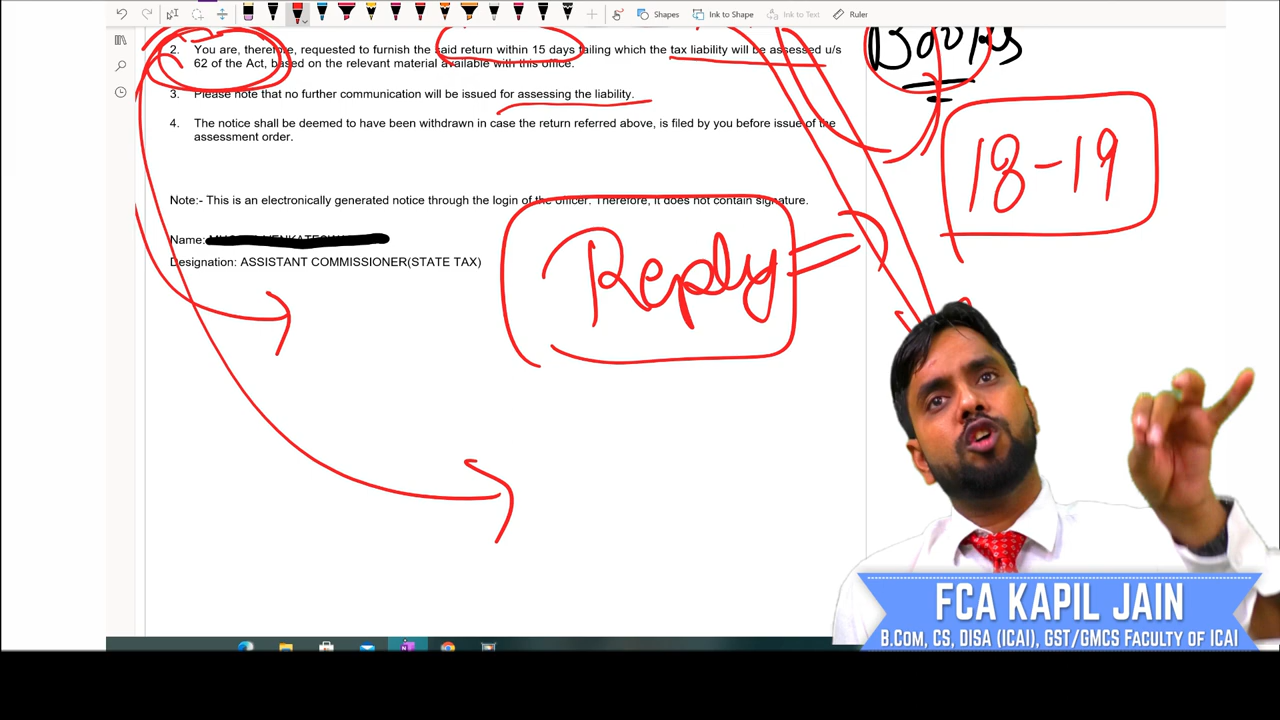 Shapes Ink to Shape Ink to Text Ruler
2. You are, therefore, requested to furnish the said return within 15 days failing which the tax liability will be assessed u/s
62 of the Act, based on the relevant material available with this office.
3. Please note that no further communication will be issued for assessing the liability.
4. The notice shall be deemed to have been withdrawn in case the return referred above, is filed by you before issue of the
assessment order.
Books
18-19
Note:- This is an electronically generated notice through the login of the officer. Therefore, it does not contain signature.
Name:
Designation: ASSISTANT COMMISSIONER(STATE TAX)
Reply =
FCA KAPIL JAIN
B.Com, CS, DISA (ICAI), GST/GMCS Faculty of ICAI